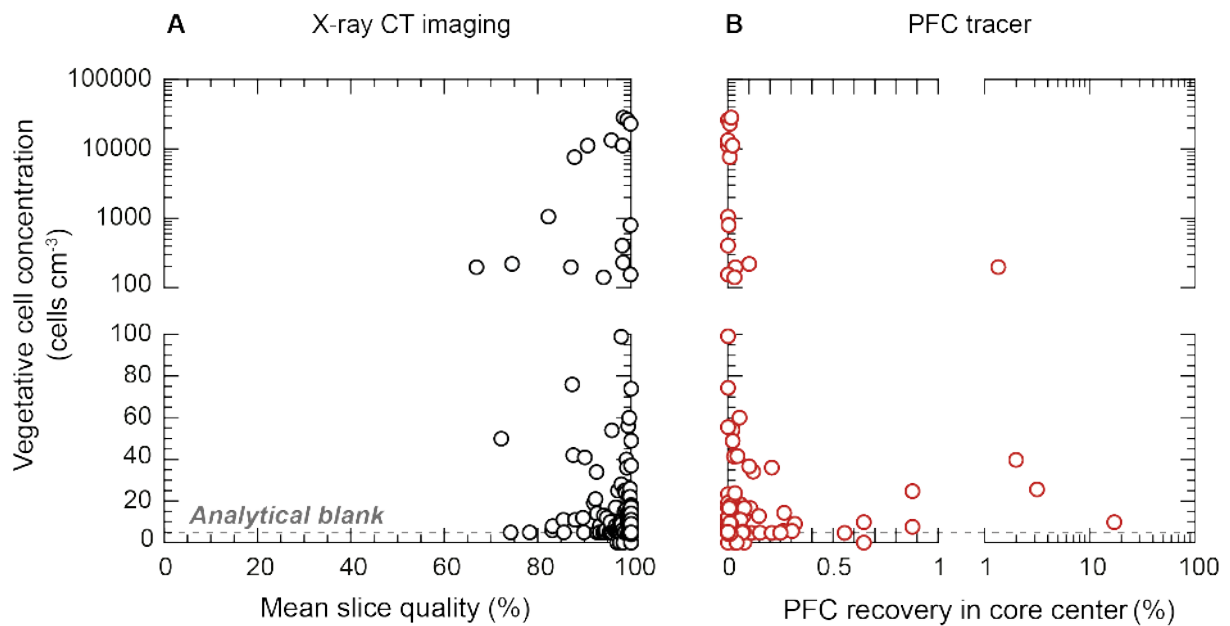 A X-ray CT imaging
B PFC tracer
Vegetative cell concentration
(cells cm⁻³)
100000
10000
1000
100
100
80
60
40
20
0
Analytical blank
0 20 40 60 80 100
0 0.5 1 1 10 100
Mean slice quality (%)
PFC recovery in core center (%)